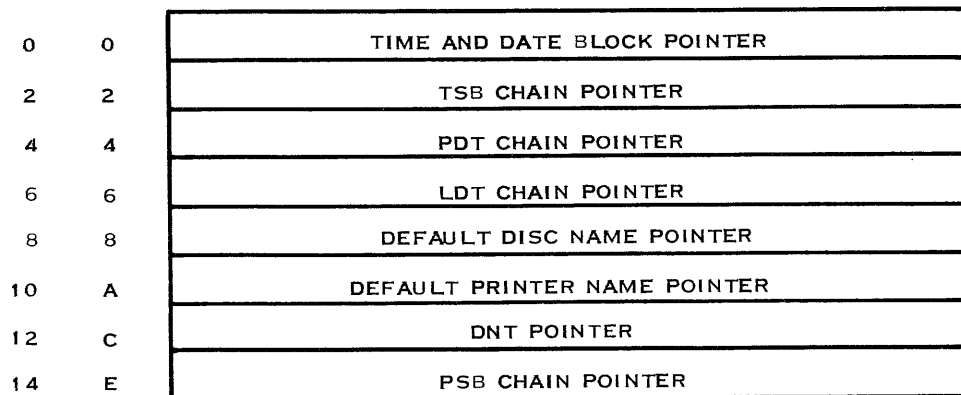 0 0 TIME AND DATE BLOCK POINTER
2 2 TSB CHAIN POINTER
4 4 PDT CHAIN POINTER
6 6 LDT CHAIN POINTER
8 8 DEFAULT DISC NAME POINTER
10 A DEFAULT PRINTER NAME POINTER
12 C DNT POINTER
14 E PSB CHAIN POINTER